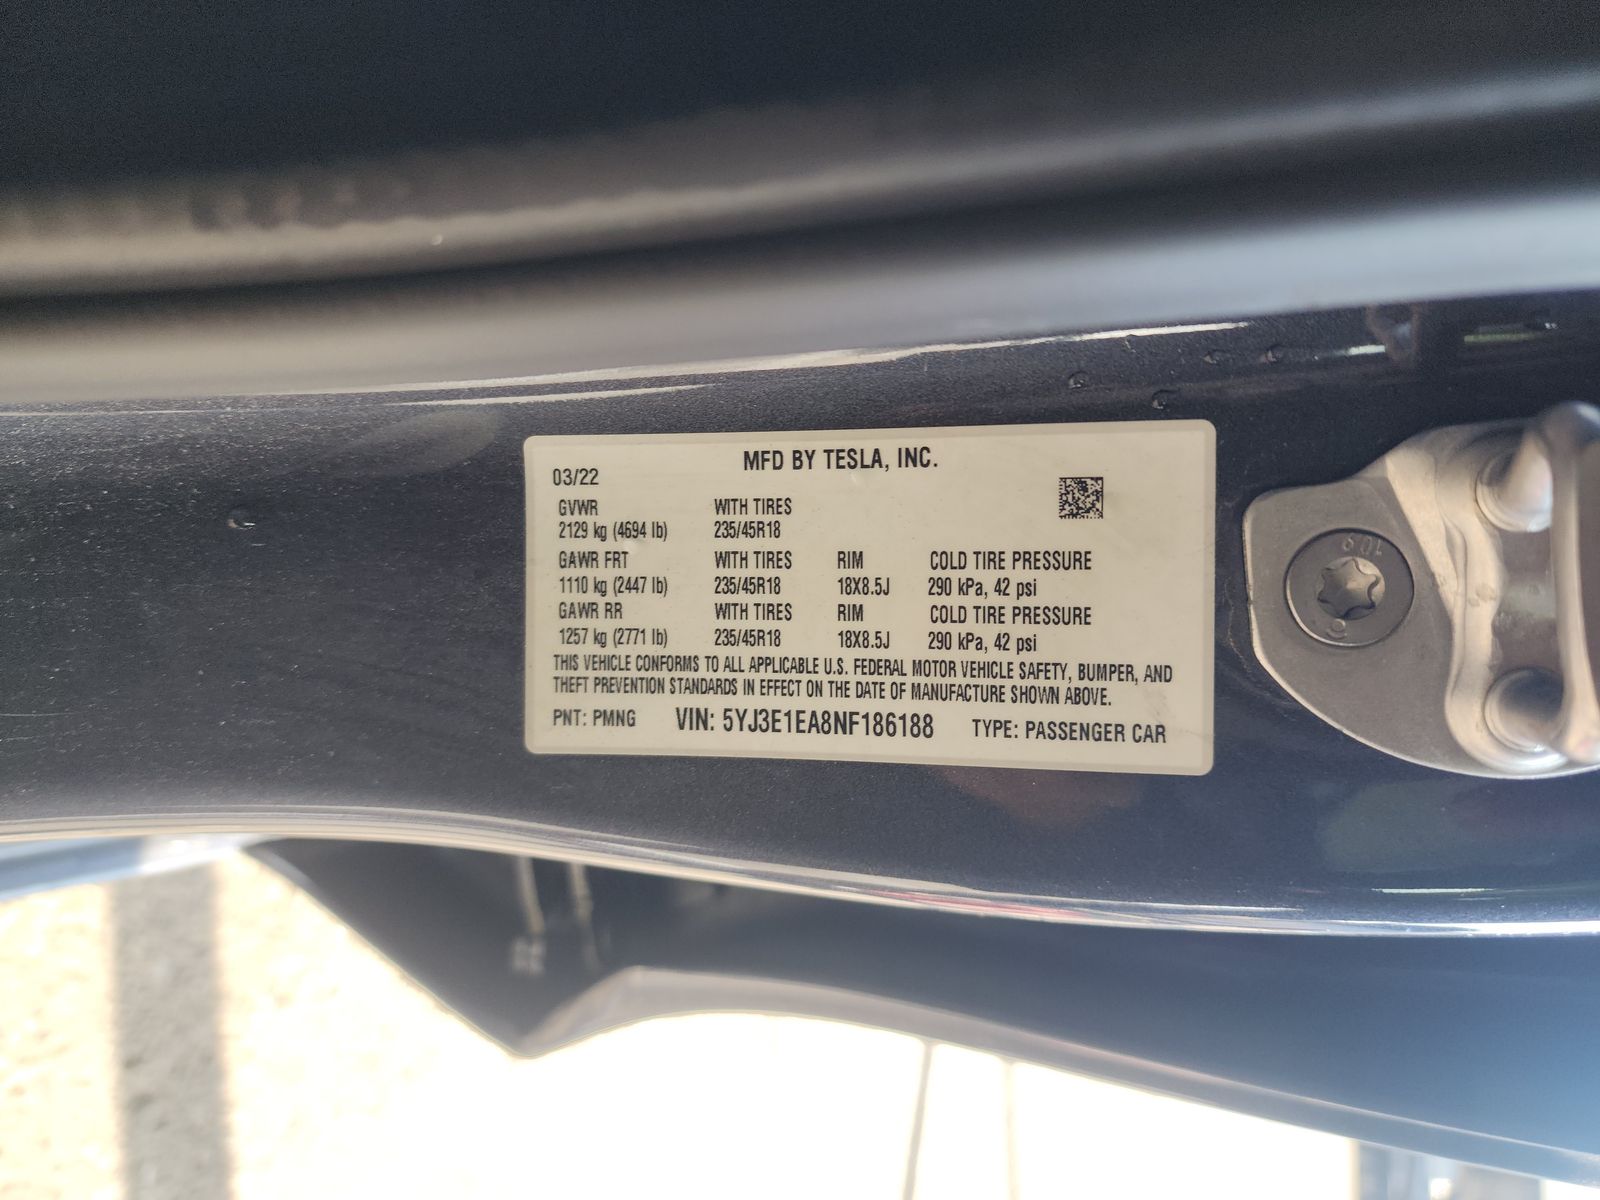 MFD BY TESLA, INC.
03/22
GVWR WITH TIRES
2129 kg (4694 lb) 235/45R18
GAWR FRT WITH TIRES RIM COLD TIRE PRESSURE
1110 kg (2447 lb) 235/45R18 18X8.5J 290 kPa, 42 psi
GAWR RR WITH TIRES RIM COLD TIRE PRESSURE
1257 kg (2771 lb) 235/45R18 18X8.5J 290 kPa, 42 psi
THIS VEHICLE CONFORMS TO ALL APPLICABLE U.S. FEDERAL MOTOR VEHICLE SAFETY, BUMPER, AND
THEFT PREVENTION STANDARDS IN EFFECT ON THE DATE OF MANUFACTURE SHOWN ABOVE.
PNT: PMNG VIN: 5YJ3E1EA8NF186188 TYPE: PASSENGER CAR
10.9